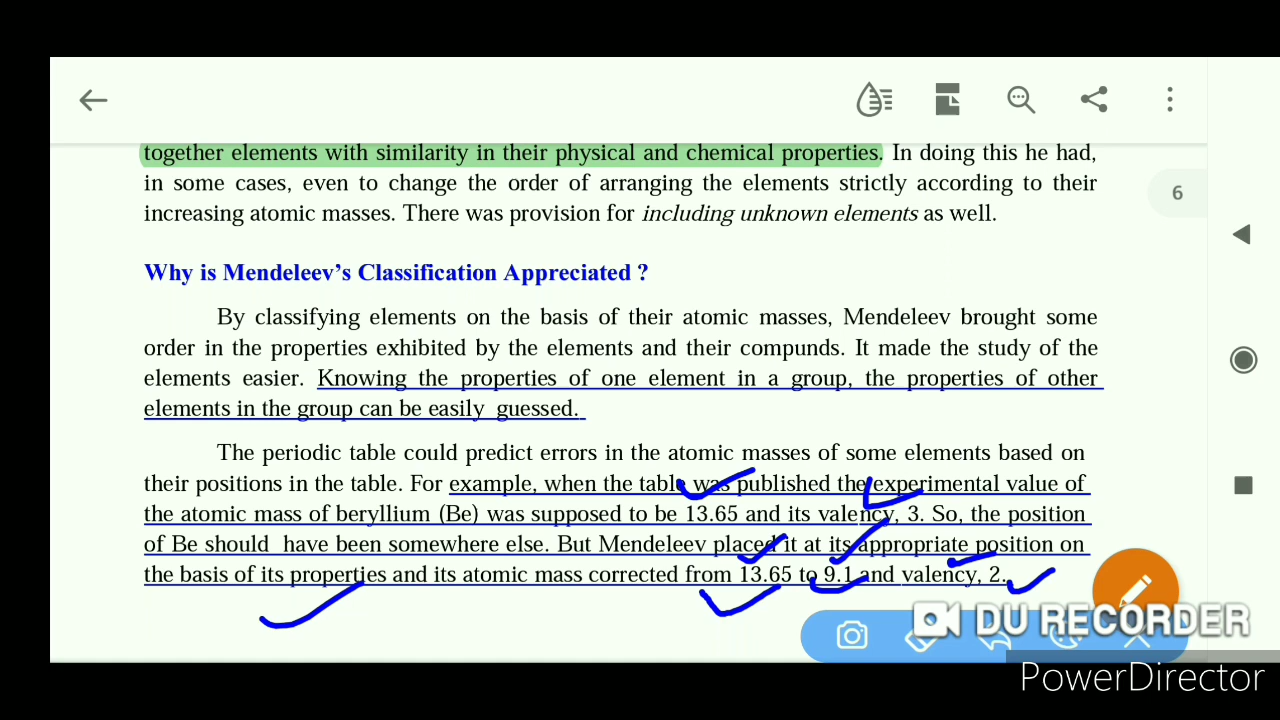 together elements with similarity in their physical and chemical properties. In doing this he had,
in some cases, even to change the order of arranging the elements strictly according to their
increasing atomic masses. There was provision for including unknown elements as well.
6
Why is Mendeleev's Classification Appreciated ?
By classifying elements on the basis of their atomic masses, Mendeleev brought some
order in the properties exhibited by the elements and their compunds. It made the study of the
elements easier. Knowing the properties of one element in a group, the properties of other
elements in the group can be easily guessed.
The periodic table could predict errors in the atomic masses of some elements based on
their positions in the table. For example, when the table was published the experimental value of
the atomic mass of beryllium (Be) was supposed to be 13.65 and its valency, 3. So, the position
of Be should have been somewhere else. But Mendeleev placed it at its appropriate position on
the basis of its properties and its atomic mass corrected from 13.65 to 9.1 and valency, 2.
DU RECORDER
PowerDirector